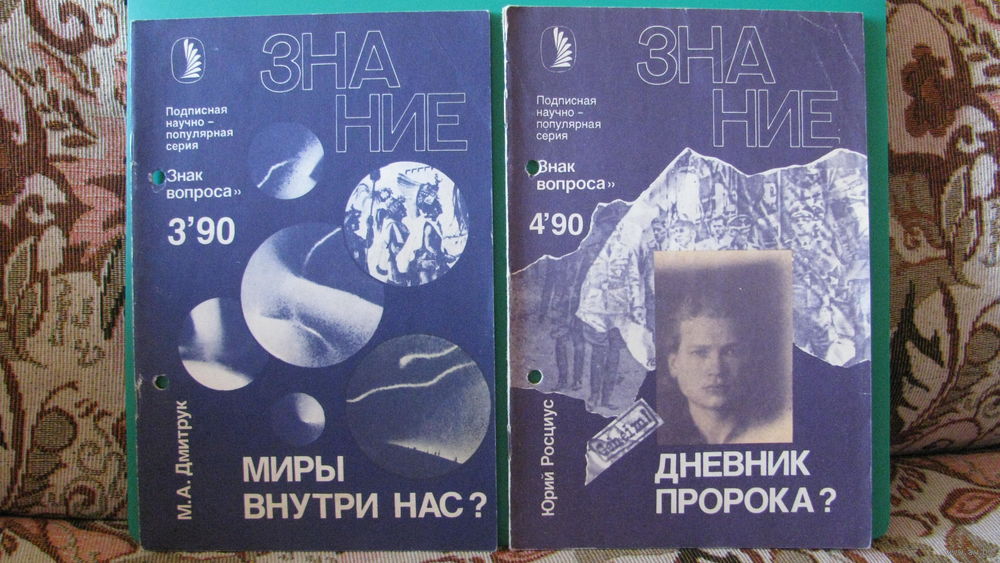 ЗНА
НИЕ
Подписная
научно-
популярная
серия
Знак
вопроса»
3'90
М.А. Дмитрук
МИРЫ
ВНУТРИ НАС?
ЗНА
НИЕ
Подписная
научно-
популярная
серия
Знак
вопроса»
4'90
Юрий Росциус
ДНЕВНИК
ПРОРОКА?